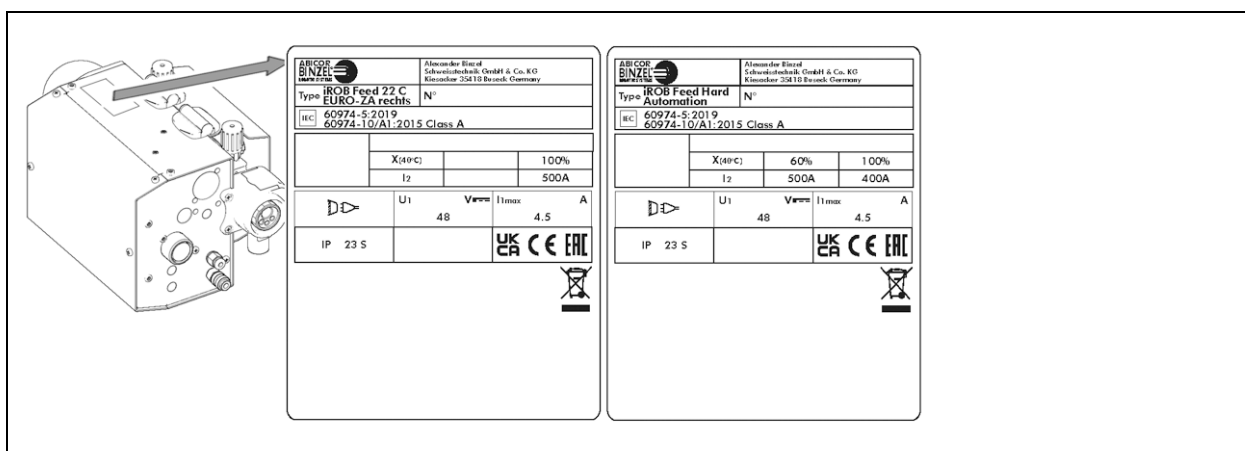 ABICOR
BINZEL
Alexander Binzel
Schweisstechnik GmbH & Co. KG
Kiesacker 35418 Buseck Germany
Type iROB Feed 22 C
EURO-ZA rechts
N°
IEC 60974-5:2019
60974-10/A1:2015 Class A
X(40°C) 100%
I2 500A
U1 V I1max A
48 4.5
IP 23 S
UK CA CE EAC
ABICOR
BINZEL
Alexander Binzel
Schweisstechnik GmbH & Co. KG
Kiesacker 35418 Buseck Germany
Type iROB Feed Hard
Automation
N°
IEC 60974-5:2019
60974-10/A1:2015 Class A
X(40°C) 60% 100%
I2 500A 400A
U1 V I1max A
48 4.5
IP 23 S
UK CA CE EAC